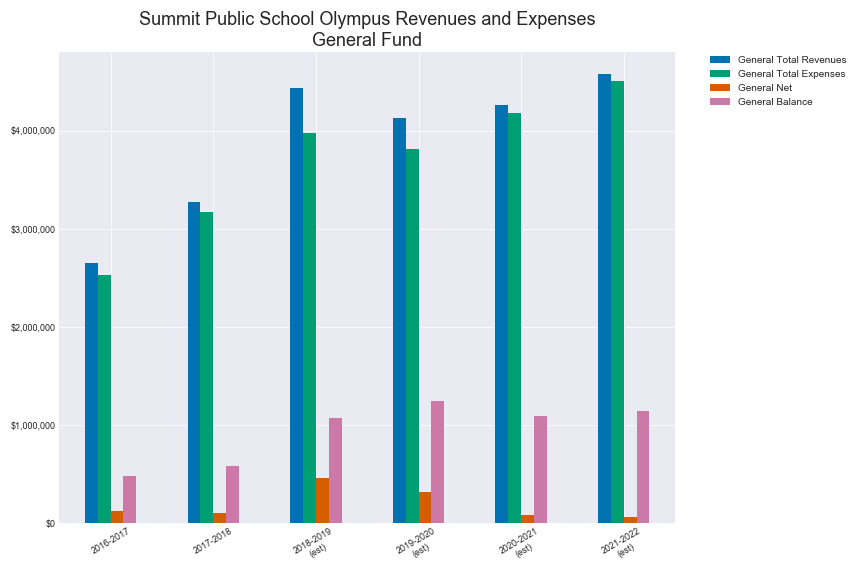 Summit Public School Olympus Revenues and Expenses
General Fund
General Total Revenues
General Total Expenses
General Net
General Balance
$4,000,000
$3,000,000
$2,000,000
$1,000,000
$0
2016-2017
2017-2018
2018-2019
(est)
2019-2020
(est)
2020-2021
(est)
2021-2022
(est)